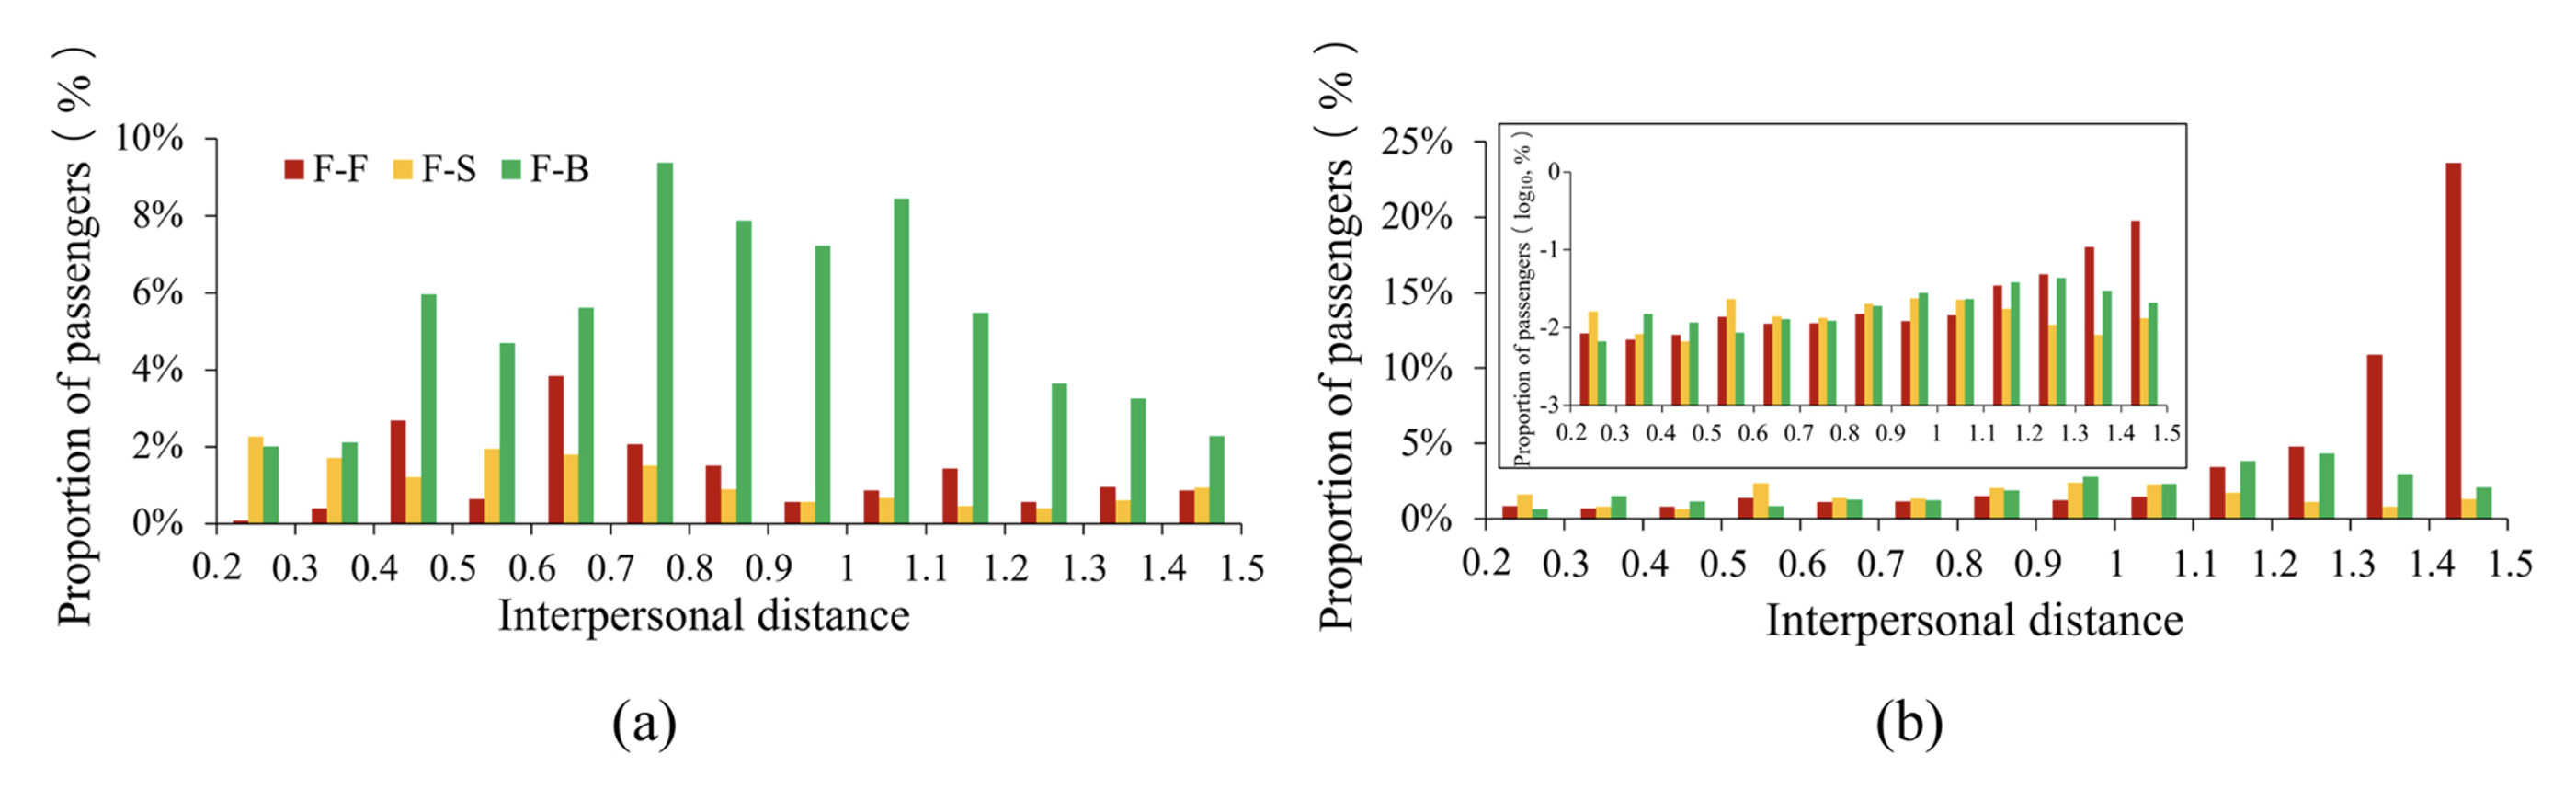 Proportion of passengers ( % )
10%
8%
6%
4%
2%
0%
F-F F-S F-B
0.2 0.3 0.4 0.5 0.6 0.7 0.8 0.9 1 1.1 1.2 1.3 1.4 1.5
Interpersonal distance
(a)
Proportion of passengers ( % )
25%
20%
15%
10%
5%
0%
Proportion of passengers ( log₁₀, % )
0
-1
-2
-3
0.2 0.3 0.4 0.5 0.6 0.7 0.8 0.9 1 1.1 1.2 1.3 1.4 1.5
0.2 0.3 0.4 0.5 0.6 0.7 0.8 0.9 1 1.1 1.2 1.3 1.4 1.5
Interpersonal distance
(b)